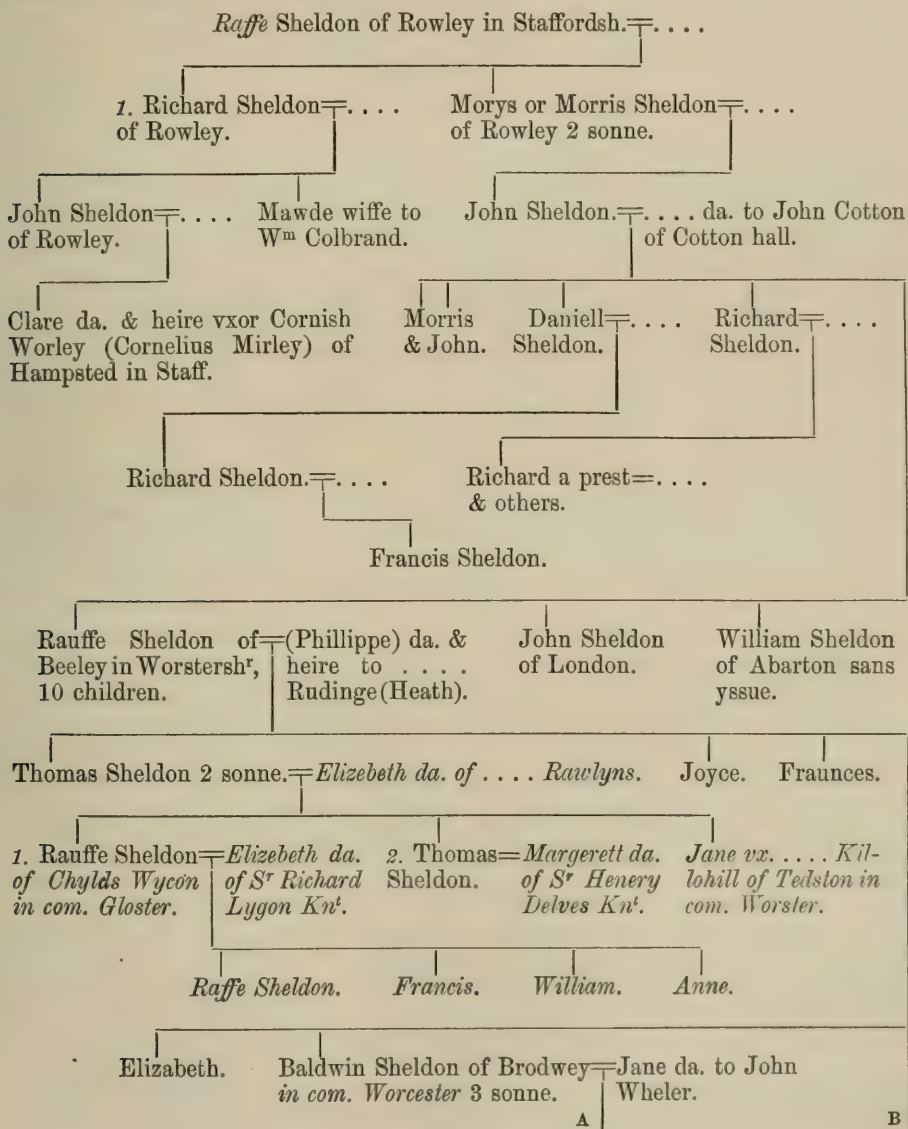 Raffe Sheldon of Rowley in Staffordsh.=. . . .
1. Richard Sheldon=. . . .
of Rowley.
Morys or Morris Sheldon=. . . .
of Rowley 2 sonne.
John Sheldon=. . . .
of Rowley.
Mawde wiffe to
Wᵐ Colbrand.
John Sheldon.=. . . . da. to John Cotton
of Cotton hall.
Clare da. & heire vxor Cornish
Worley (Cornelius Mirley) of
Hampsted in Staff.
Morris
& John.
Daniell=. . . .
Sheldon.
Richard=. . . .
Sheldon.
Richard Sheldon.=. . . .
Richard a prest=. . . .
& others.
Francis Sheldon.
Rauffe Sheldon of=(Phillippe) da. &
Beeley in Worstershʳ, heire to . . . .
10 children. Rudinge (Heath).
John Sheldon
of London.
William Sheldon
of Abarton sans
yssue.
Thomas Sheldon 2 sonne.=Elizebeth da. of . . . . Rawlyns.
Joyce.
Fraunces.
1. Rauffe Sheldon=Elizebeth da.
of Chylds Wycōn of Sʳ Richard
in com. Gloster. Lygon Knᵗ.
2. Thomas=Margerett da.
Sheldon. of Sʳ Henery
Delves Knᵗ.
Jane vx. . . . . Kil-
lohill of Tedston in
com. Worster.
Raffe Sheldon.
Francis.
William.
Anne.
Elizabeth.
Baldwin Sheldon of Brodwey=Jane da. to John
in com. Worcester 3 sonne. Wheler.
A
B